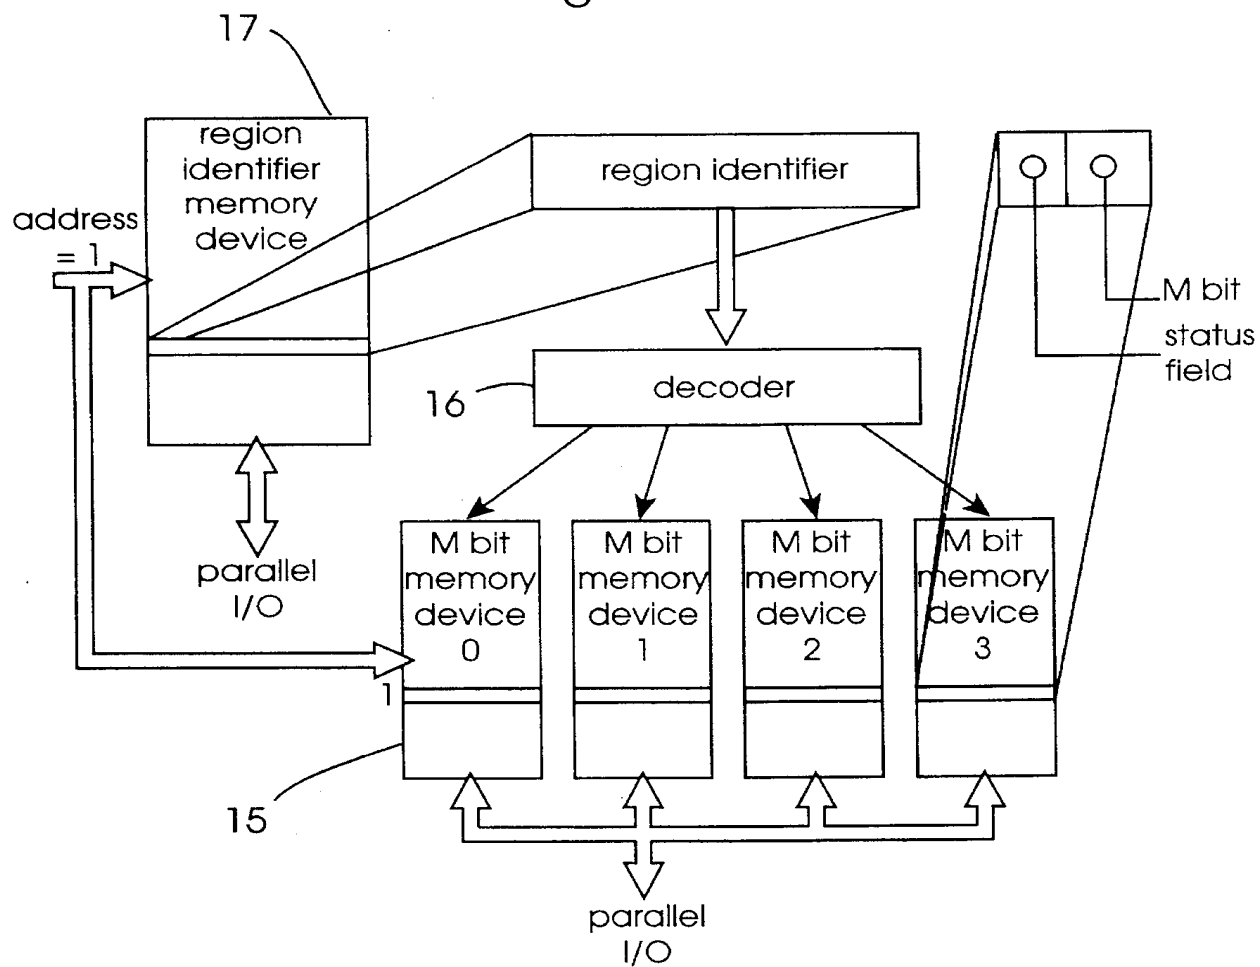 17
region
identifier
memory
device
address
= 1
region identifier
M bit
status
field
16
decoder
parallel
I/O
M bit
memory
device
0
M bit
memory
device
1
M bit
memory
device
2
M bit
memory
device
3
1
15
parallel
I/O